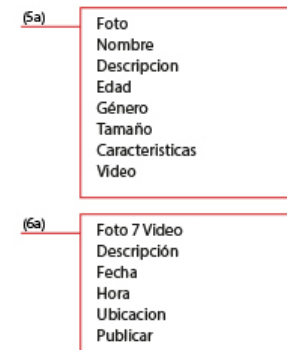 (5a)
Foto
Nombre
Descripcion
Edad
Género
Tamaño
Caracteristicas
Video
(6a)
Foto 7 Video
Descripción
Fecha
Hora
Ubicacion
Publicar